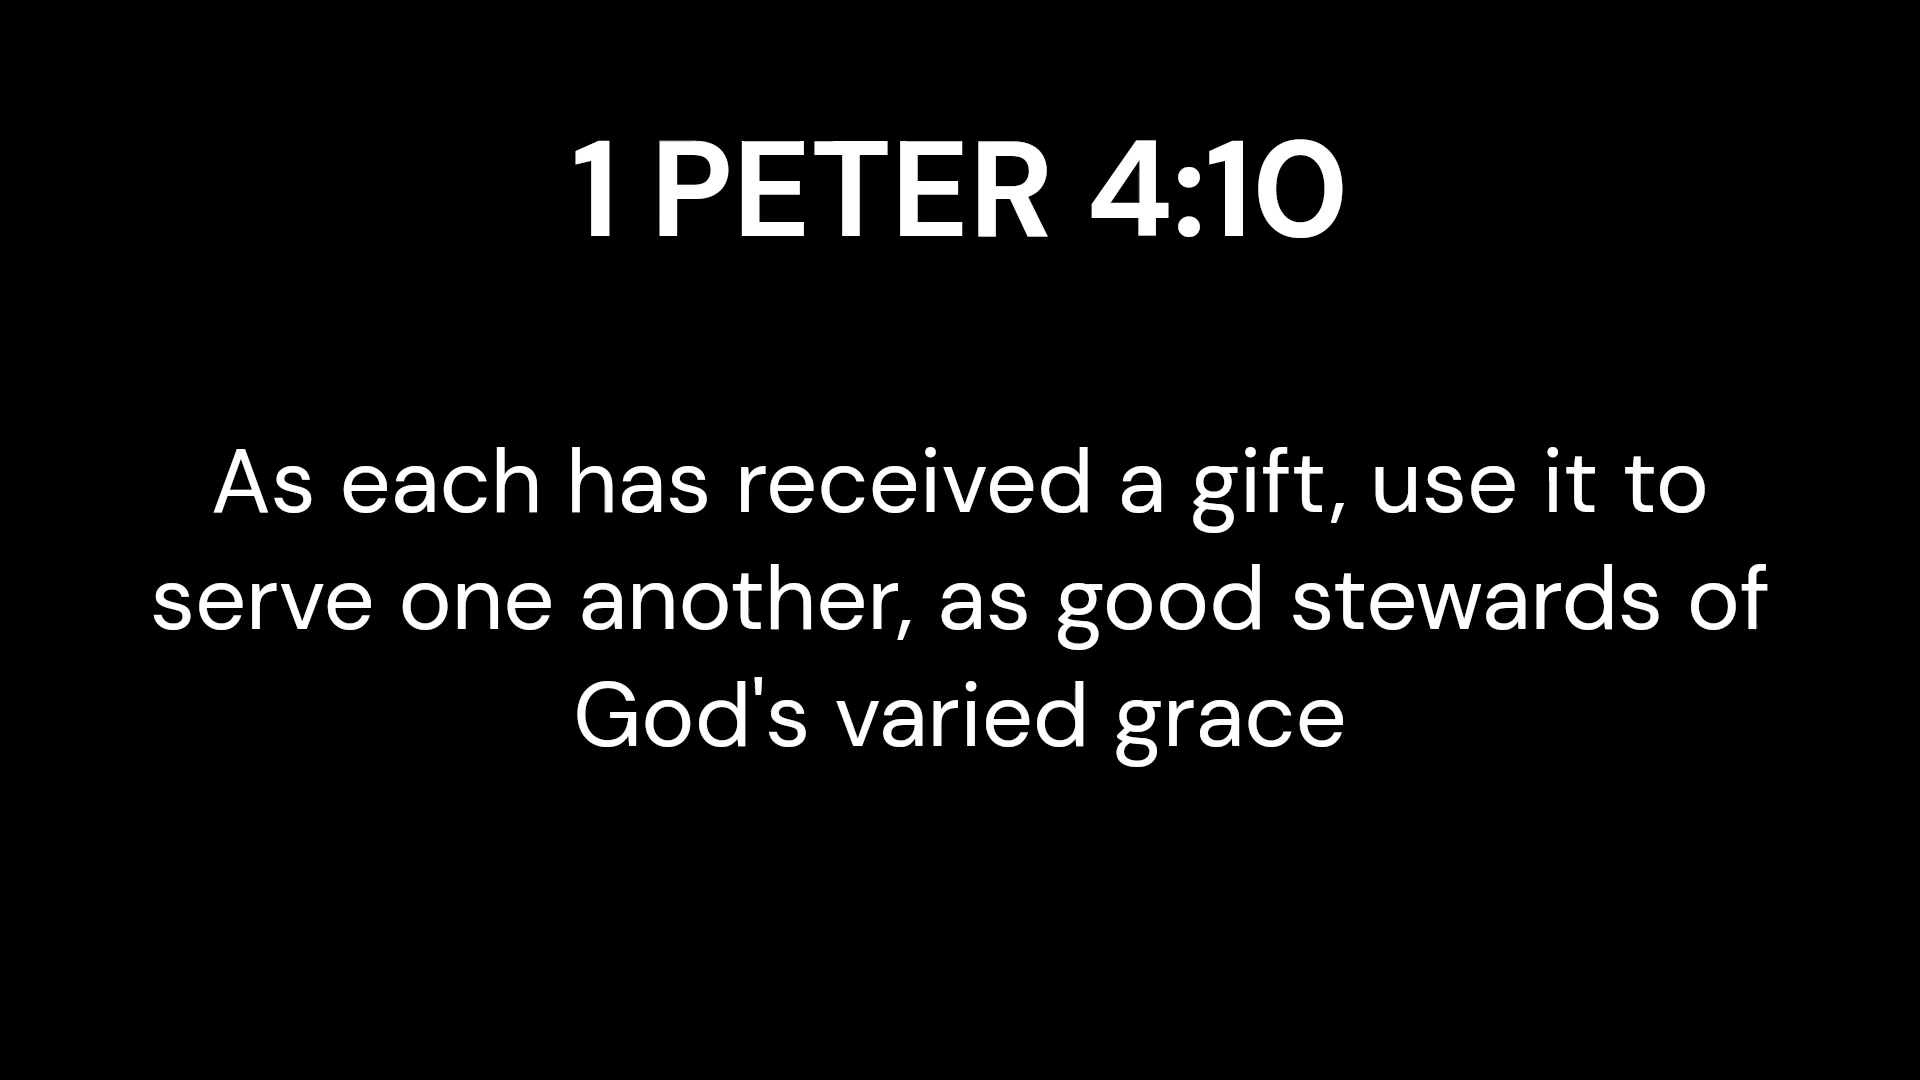 1 PETER 4:10
As each has received a gift, use it to
serve one another, as good stewards of
God's varied grace